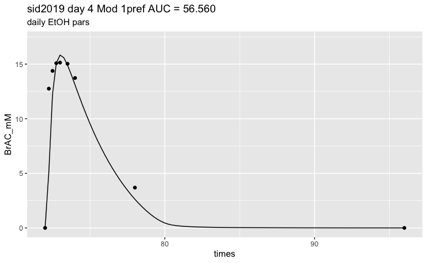 sid2019 day 4 Mod 1pref AUC = 56.560
daily EtOH pars
15
10
5
0
BrAC_mM
80
90
times